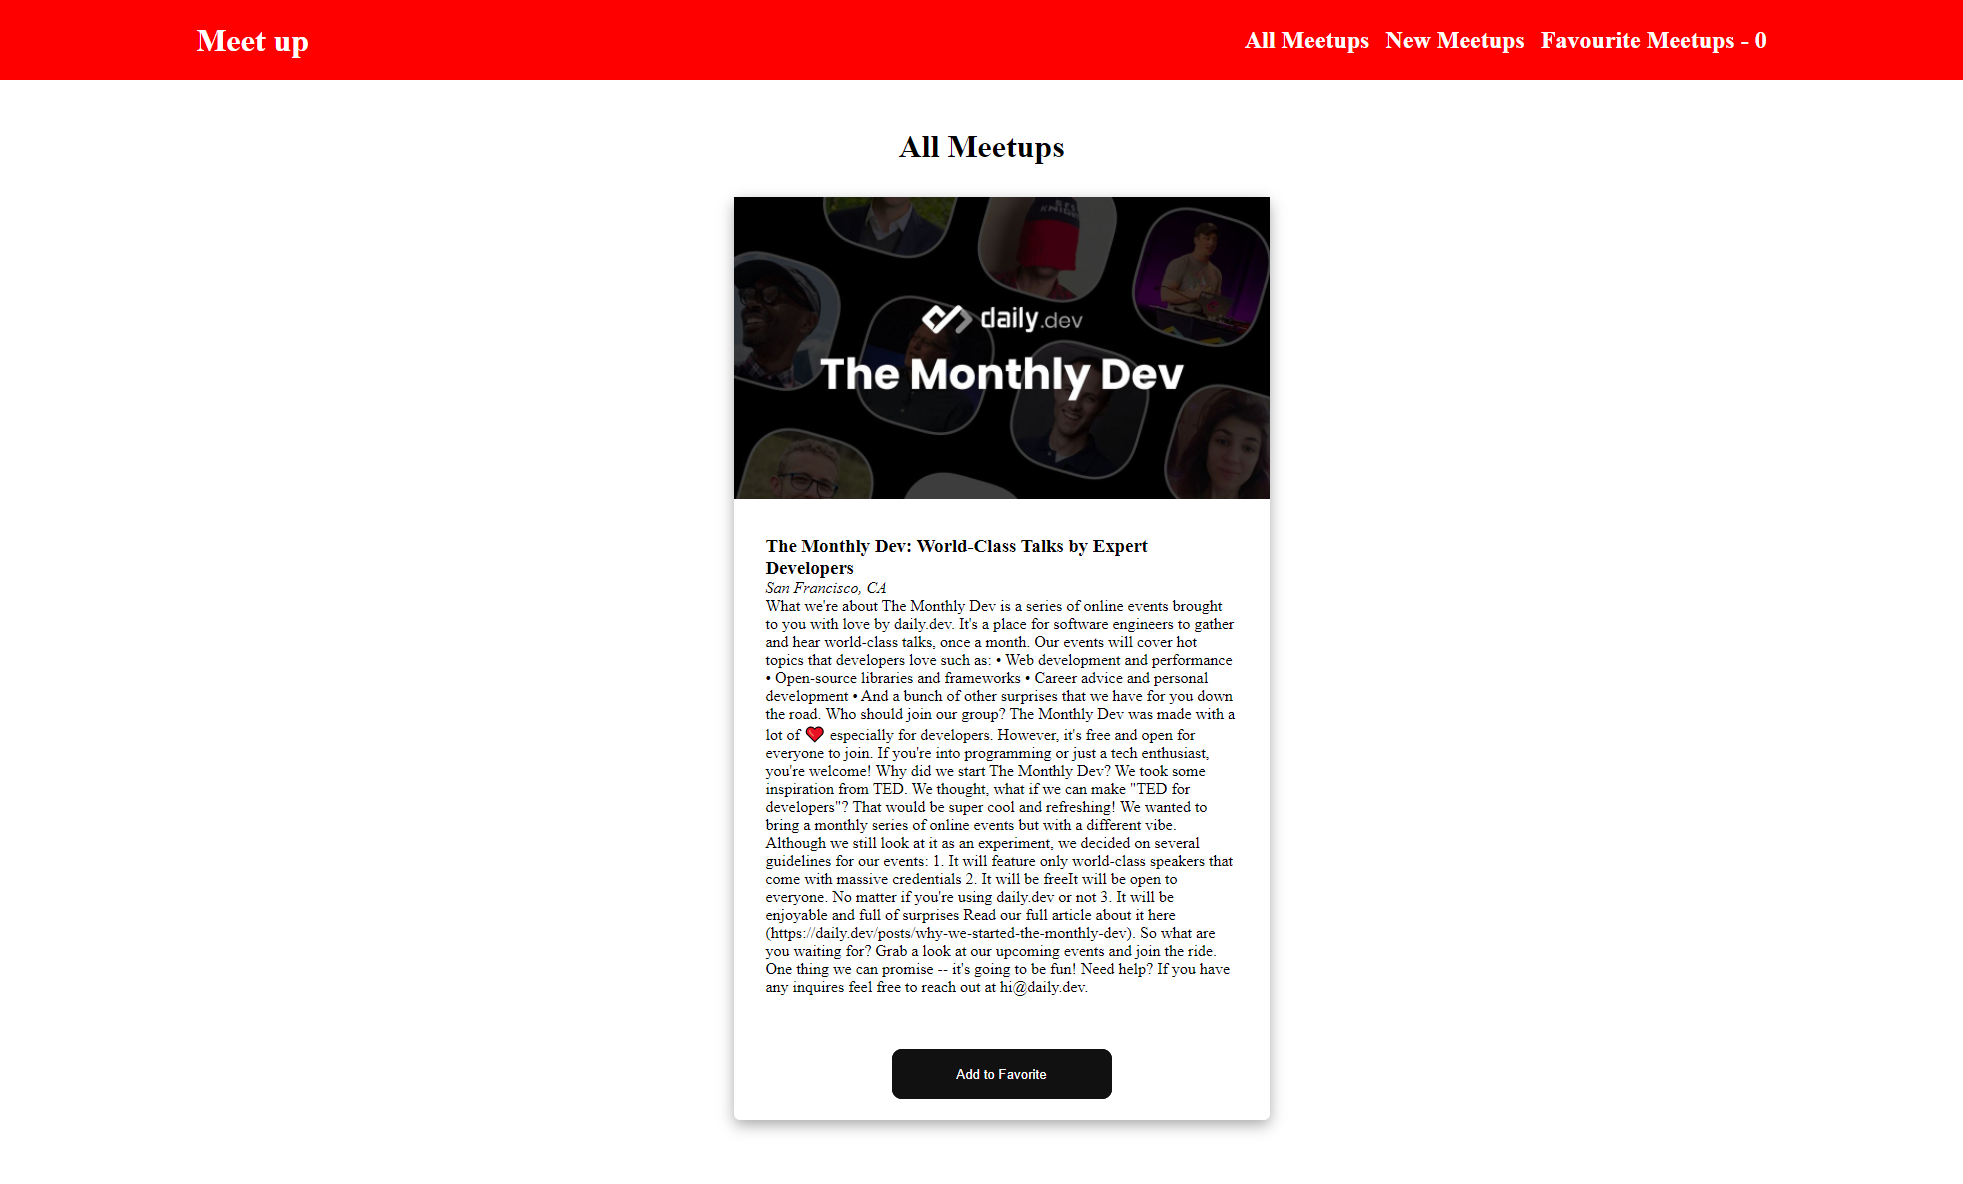 Meet up
All Meetups New Meetups Favourite Meetups - 0
All Meetups
daily.dev
The Monthly Dev
The Monthly Dev: World-Class Talks by Expert
Developers
San Francisco, CA
What we're about The Monthly Dev is a series of online events brought
to you with love by daily.dev. It's a place for software engineers to gather
and hear world-class talks, once a month. Our events will cover hot
topics that developers love such as: • Web development and performance
• Open-source libraries and frameworks • Career advice and personal
development • And a bunch of other surprises that we have for you down
the road. Who should join our group? The Monthly Dev was made with a
lot of ❤️ especially for developers. However, it's free and open for
everyone to join. If you're into programming or just a tech enthusiast,
you're welcome! Why did we start The Monthly Dev? We took some
inspiration from TED. We thought, what if we can make "TED for
developers"? That would be super cool and refreshing! We wanted to
bring a monthly series of online events but with a different vibe.
Although we still look at it as an experiment, we decided on several
guidelines for our events: 1. It will feature only world-class speakers that
come with massive credentials 2. It will be freeIt will be open to
everyone. No matter if you're using daily.dev or not 3. It will be
enjoyable and full of surprises Read our full article about it here
(https://daily.dev/posts/why-we-started-the-monthly-dev). So what are
you waiting for? Grab a look at our upcoming events and join the ride.
One thing we can promise -- it's going to be fun! Need help? If you have
any inquires feel free to reach out at hi@daily.dev.
Add to Favorite